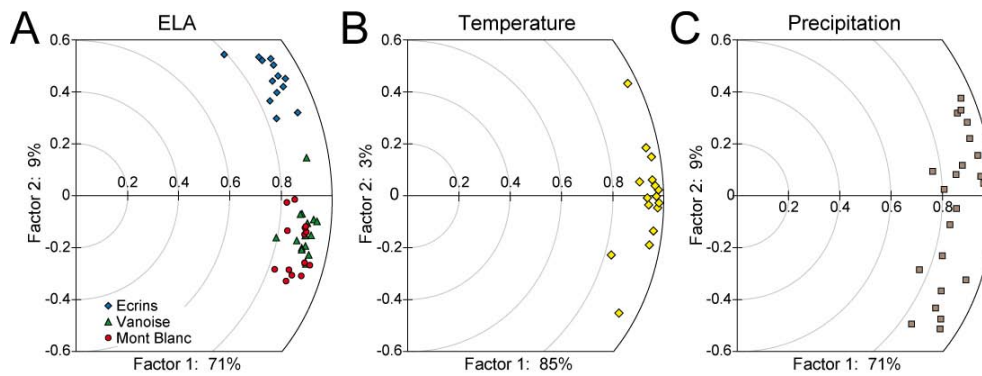 A
ELA
0.6
0.4
0.2
0
-0.2
-0.4
-0.6
0.2
0.4
0.6
0.8
Factor 2: 9%
Factor 1: 71%
Ecrins
Vanoise
Mont Blanc
B
Temperature
0.6
0.4
0.2
0
-0.2
-0.4
-0.6
0.2
0.4
0.6
0.8
Factor 2: 3%
Factor 1: 85%
C
Precipitation
0.6
0.4
0.2
0
-0.2
-0.4
-0.6
0.2
0.4
0.6
0.8
Factor 2: 9%
Factor 1: 71%